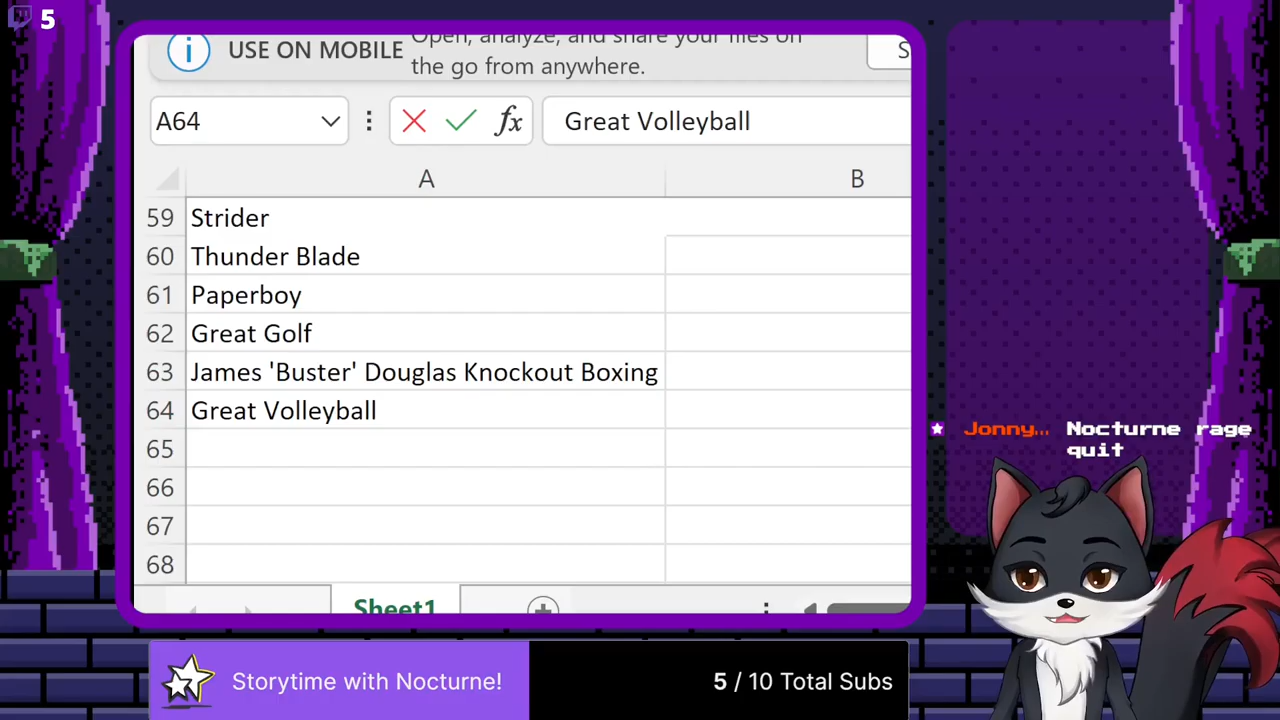 5
USE ON MOBILE
Open, analyze, and share your files on
the go from anywhere.
S
A64
fx
Great Volleyball
A
B
59 Strider
60 Thunder Blade
61 Paperboy
62 Great Golf
63 James 'Buster' Douglas Knockout Boxing
64 Great Volleyball
65
66
67
68
Sheet1
Jonny... Nocturne rage
quit
Storytime with Nocturne!
5 / 10 Total Subs